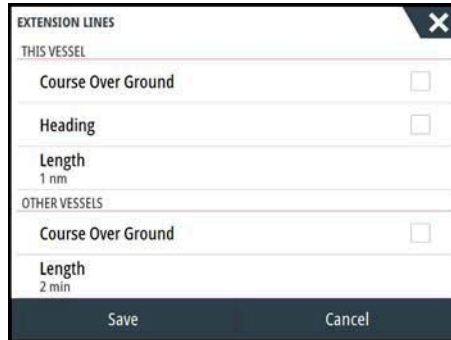 EXTENSION LINES
THIS VESSEL
Course Over Ground
Heading
Length
1 nm
OTHER VESSELS
Course Over Ground
Length
2 min
Save Cancel